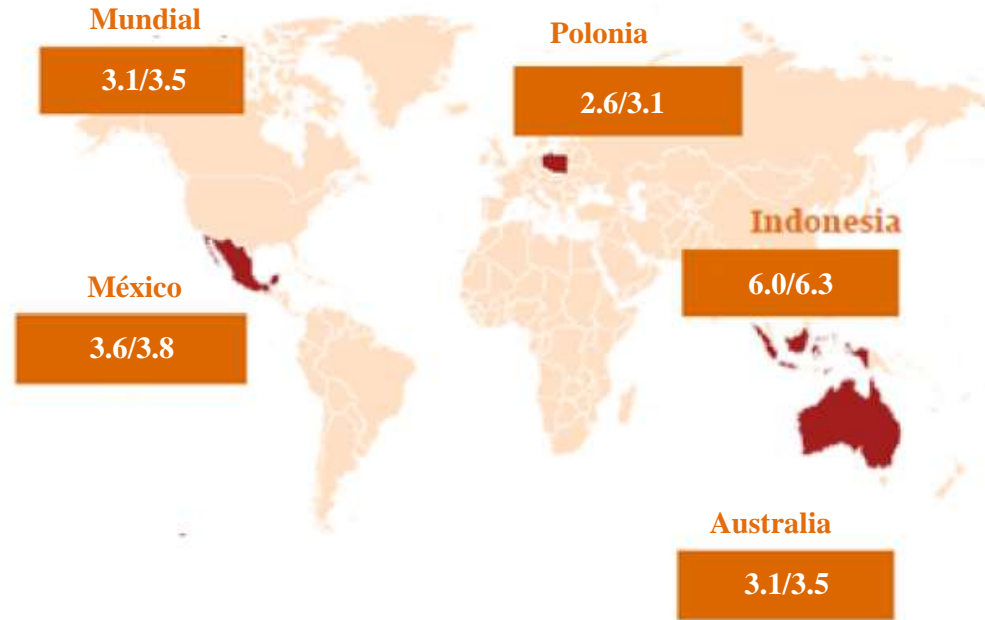 Mundial
3.1/3.5
Polonia
2.6/3.1
Indonesia
6.0/6.3
México
3.6/3.8
Australia
3.1/3.5